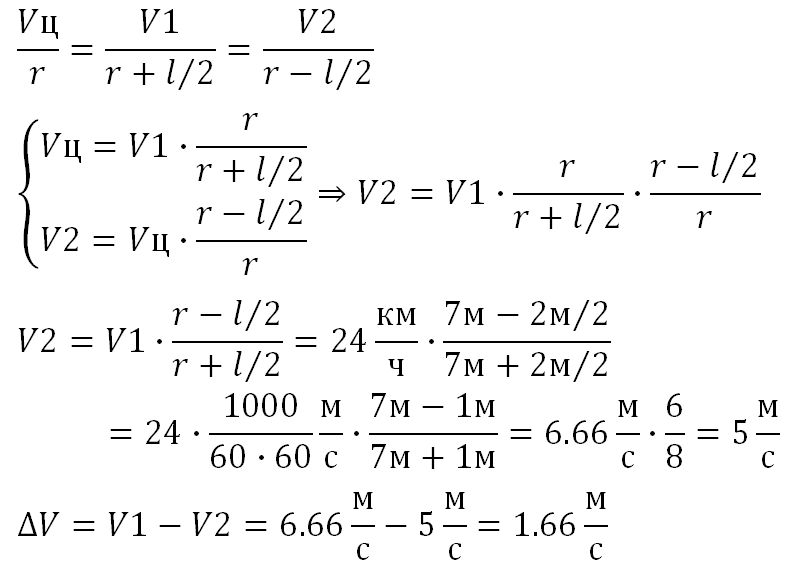 Vц/r = V1/(r + l/2) = V2/(r − l/2)
{Vц = V1 · r/(r + l/2)
V2 = Vц · (r − l/2)/r ⇒ V2 = V1 · r/(r + l/2) · (r − l/2)/r
V2 = V1 · (r − l/2)/(r + l/2) = 24 км/ч · (7м − 2м/2)/(7м + 2м/2)
= 24 · 1000/(60 · 60) м/с · (7м − 1м)/(7м + 1м) = 6.66 м/с · 6/8 = 5 м/с
ΔV = V1 − V2 = 6.66 м/с − 5 м/с = 1.66 м/с